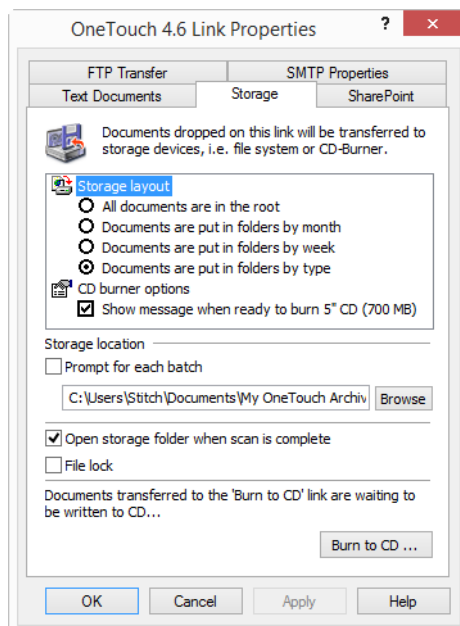 OneTouch 4.6 Link Properties
?
×
FTP Transfer
SMTP Properties
Text Documents
Storage
SharePoint
Documents dropped on this link will be transferred to
storage devices, i.e. file system or CD-Burner.
Storage layout
All documents are in the root
Documents are put in folders by month
Documents are put in folders by week
Documents are put in folders by type
CD burner options
Show message when ready to burn 5" CD (700 MB)
Storage location
Prompt for each batch
C:\Users\Stitch\Documents\My OneTouch Archiv
Browse
Open storage folder when scan is complete
File lock
Documents transferred to the 'Burn to CD' link are waiting to
be written to CD...
Burn to CD ...
OK
Cancel
Apply
Help